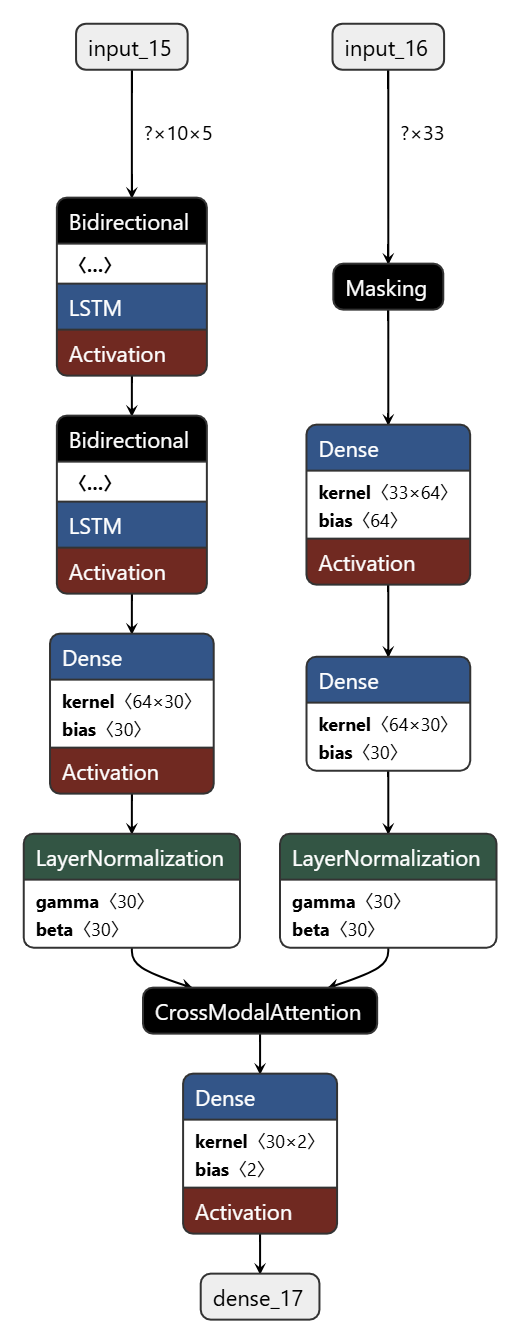 input_15
?×10×5
Bidirectional
〈…〉
LSTM
Activation
Bidirectional
〈…〉
LSTM
Activation
Dense
kernel〈64×30〉
bias〈30〉
Activation
LayerNormalization
gamma〈30〉
beta〈30〉
input_16
?×33
Masking
Dense
kernel〈33×64〉
bias〈64〉
Activation
Dense
kernel〈64×30〉
bias〈30〉
LayerNormalization
gamma〈30〉
beta〈30〉
CrossModalAttention
Dense
kernel〈30×2〉
bias〈2〉
Activation
dense_17